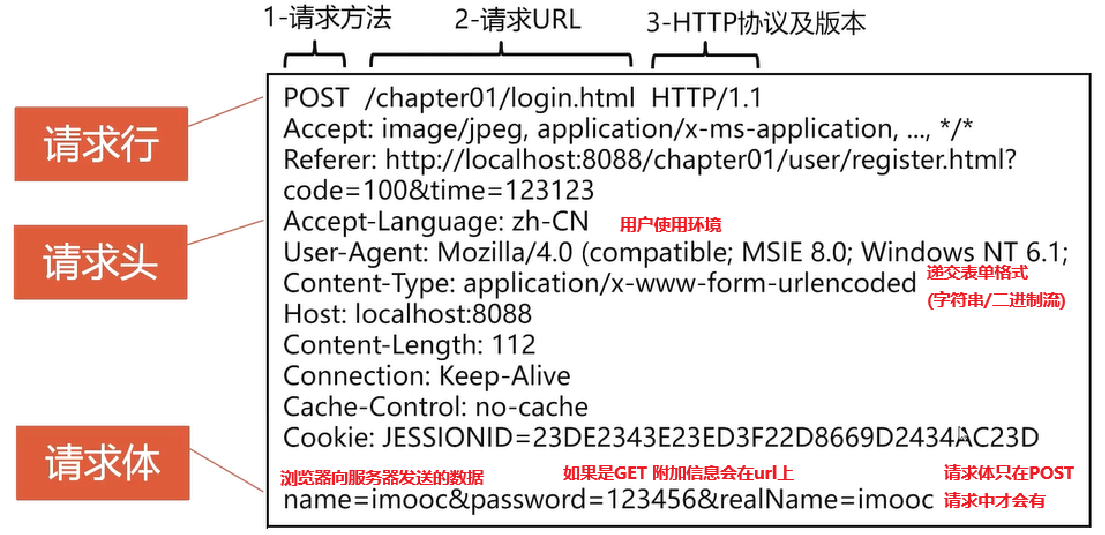 1-请求方法 2-请求URL 3-HTTP协议及版本
请求行
POST /chapter01/login.html HTTP/1.1
Accept: image/jpeg, application/x-ms-application, ..., */*
Referer: http://localhost:8088/chapter01/user/register.html?
code=100&time=123123
请求头
Accept-Language: zh-CN 用户使用环境
User-Agent: Mozilla/4.0 (compatible; MSIE 8.0; Windows NT 6.1;
Content-Type: application/x-www-form-urlencoded 递交表单格式
(字符串/二进制流)
Host: localhost:8088
Content-Length: 112
Connection: Keep-Alive
Cache-Control: no-cache
Cookie: JESSIONID=23DE2343E23ED3F22D8669D2434AC23D
请求体
浏览器向服务器发送的数据 如果是GET 附加信息会在url上 请求体只在POST
name=imooc&password=123456&realName=imooc 请求中才会有